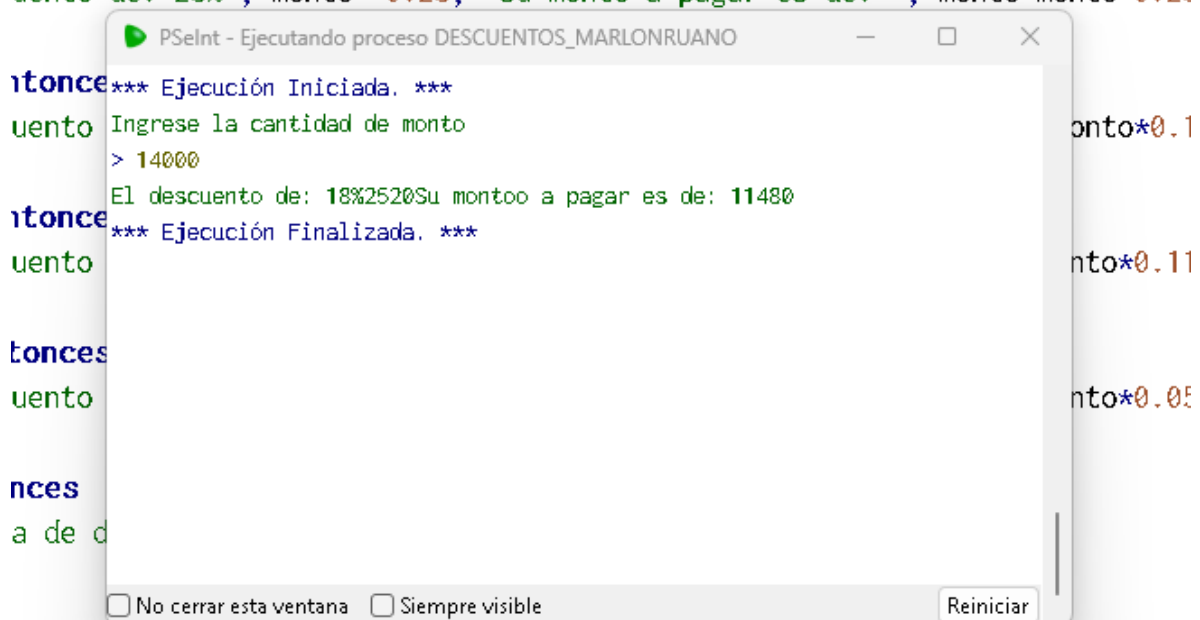 PSeInt - Ejecutando proceso DESCUENTOS_MARLONRUANO
*** Ejecución Iniciada. ***
Ingrese la cantidad de monto
> 14000
El descuento de: 18%2520Su montoo a pagar es de: 11480
*** Ejecución Finalizada. ***
ntonce
uento
onto*0.1
ntonce
uento
nto*0.11
tonces
uento
nto*0.05
nces
a de d
No cerrar esta ventana
Siempre visible
Reiniciar